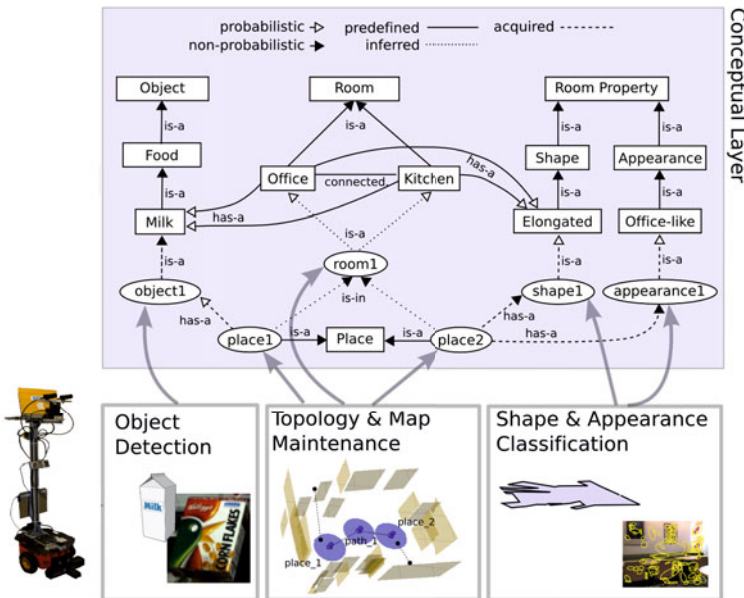 probabilistic
predefined
acquired
non-probabilistic
inferred
Conceptual Layer
Object
Room
Room Property
is-a
is-a
is-a
is-a
Food
Shape
Appearance
Office
connected
Kitchen
has-a
is-a
is-a
is-a
has-a
Milk
Elongated
Office-like
is-a
is-a
is-a
is-a
object1
room1
shape1
appearance1
is-in
has-a
has-a
has-a
place1
is-a
Place
is-a
place2
Object
Detection
Topology & Map
Maintenance
Shape & Appearance
Classification
Milk
Kellogg's
CORN FLAKES
place_1
path_1
place_2